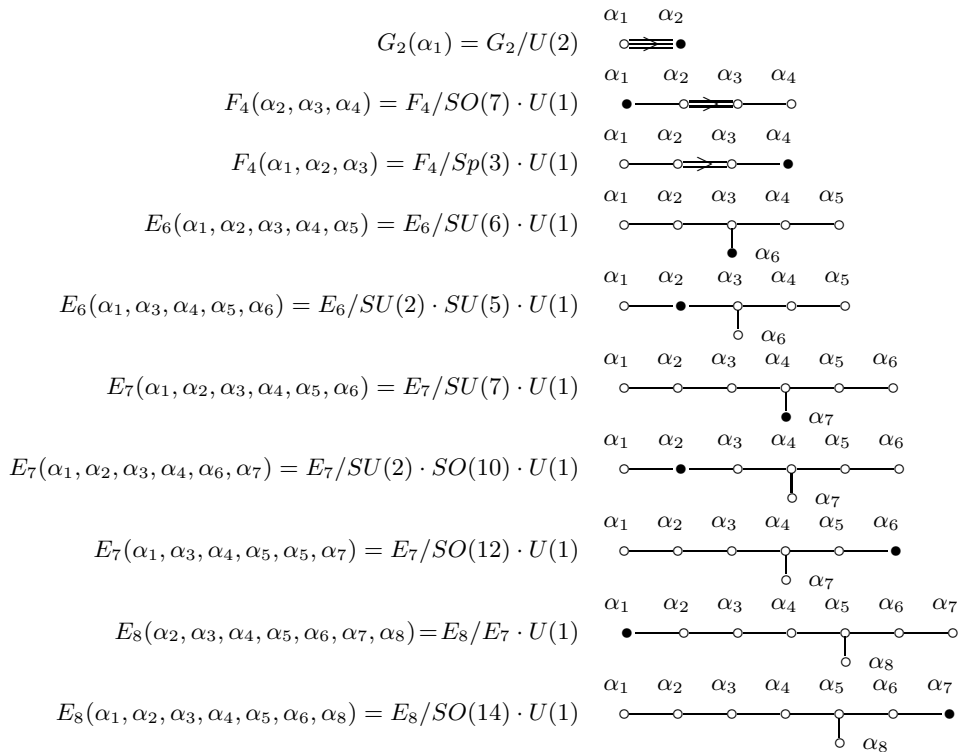 α₁ α₂
G₂(α₁) = G₂/U(2)
α₁ α₂ α₃ α₄
F₄(α₂, α₃, α₄) = F₄/SO(7) · U(1)
α₁ α₂ α₃ α₄
F₄(α₁, α₂, α₃) = F₄/Sp(3) · U(1)
α₁ α₂ α₃ α₄ α₅
E₆(α₁, α₂, α₃, α₄, α₅) = E₆/SU(6) · U(1)
α₆
α₁ α₂ α₃ α₄ α₅
E₆(α₁, α₃, α₄, α₅, α₆) = E₆/SU(2) · SU(5) · U(1)
α₆
α₁ α₂ α₃ α₄ α₅ α₆
E₇(α₁, α₂, α₃, α₄, α₅, α₆) = E₇/SU(7) · U(1)
α₇
α₁ α₂ α₃ α₄ α₅ α₆
E₇(α₁, α₂, α₃, α₄, α₆, α₇) = E₇/SU(2) · SO(10) · U(1)
α₇
α₁ α₂ α₃ α₄ α₅ α₆
E₇(α₁, α₃, α₄, α₅, α₅, α₇) = E₇/SO(12) · U(1)
α₇
α₁ α₂ α₃ α₄ α₅ α₆ α₇
E₈(α₂, α₃, α₄, α₅, α₆, α₇, α₈) = E₈/E₇ · U(1)
α₈
α₁ α₂ α₃ α₄ α₅ α₆ α₇
E₈(α₁, α₂, α₃, α₄, α₅, α₆, α₈) = E₈/SO(14) · U(1)
α₈